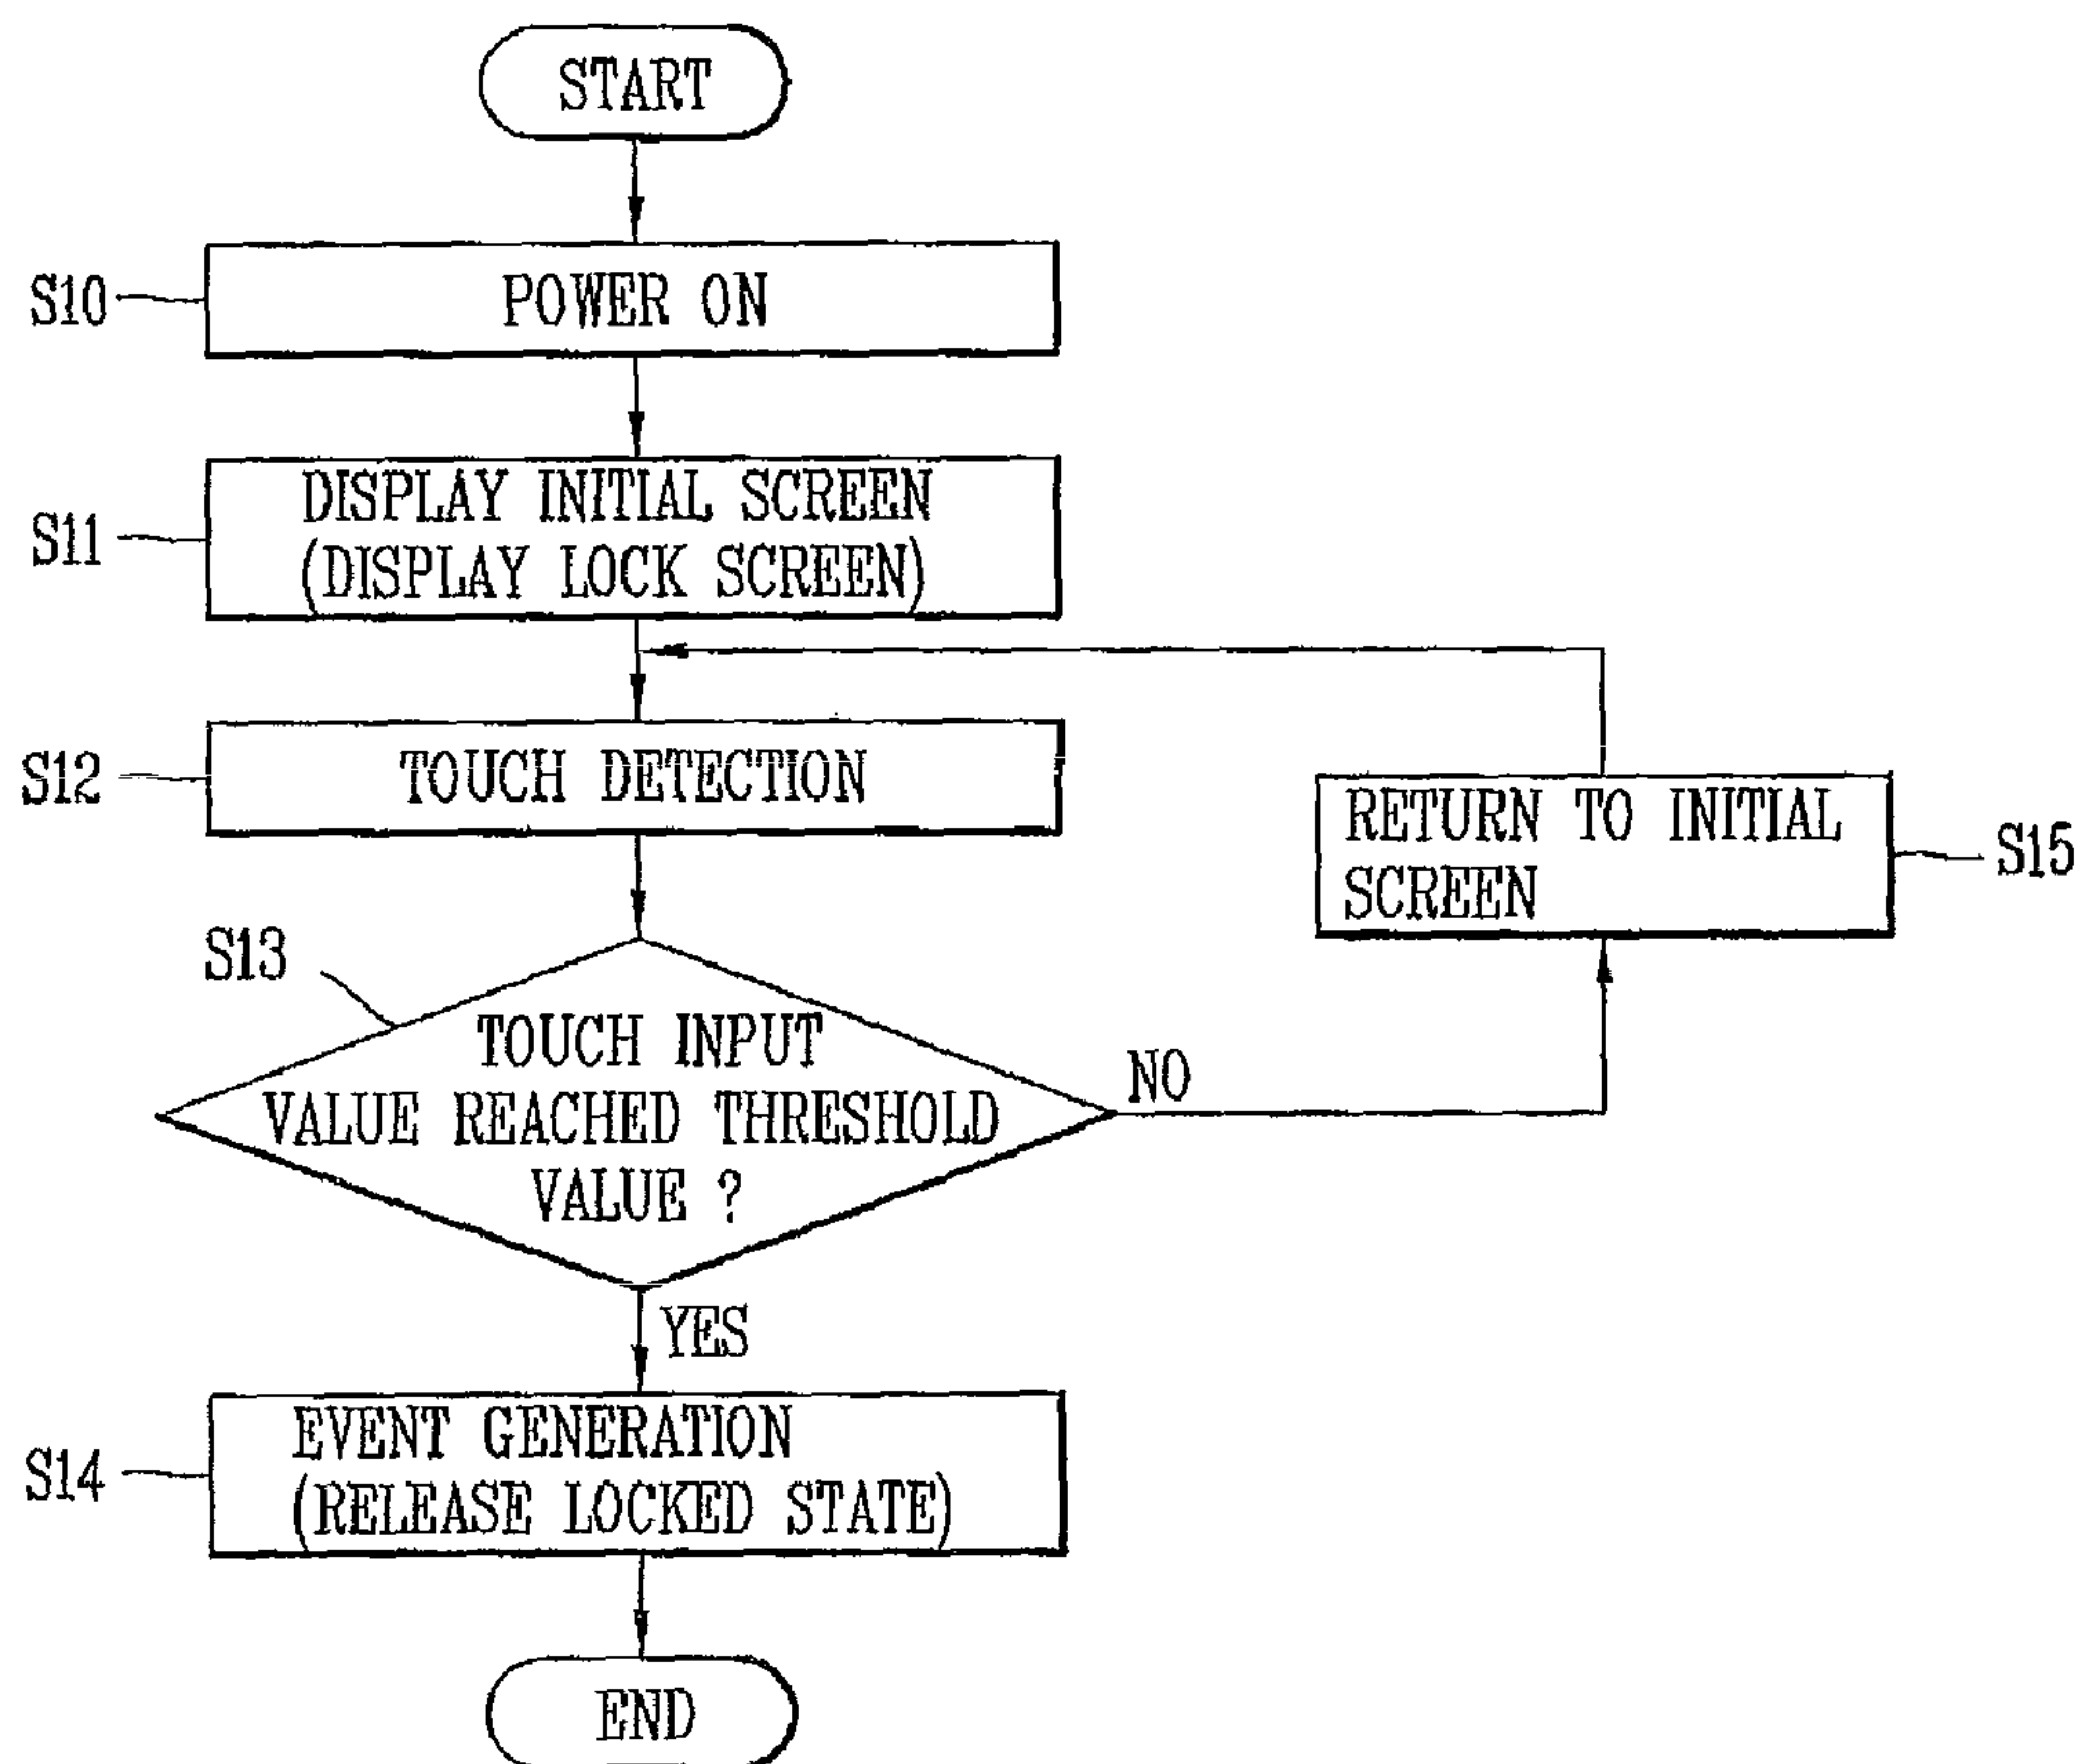 START
S10
POWER ON
S11
DISPLAY INITIAL SCREEN
(DISPLAY LOCK SCREEN)
S12
TOUCH DETECTION
RETURN TO INITIAL
SCREEN
S15
S13
TOUCH INPUT
VALUE REACHED THRESHOLD
VALUE ?
NO
YES
S14
EVENT GENERATION
(RELEASE LOCKED STATE)
END